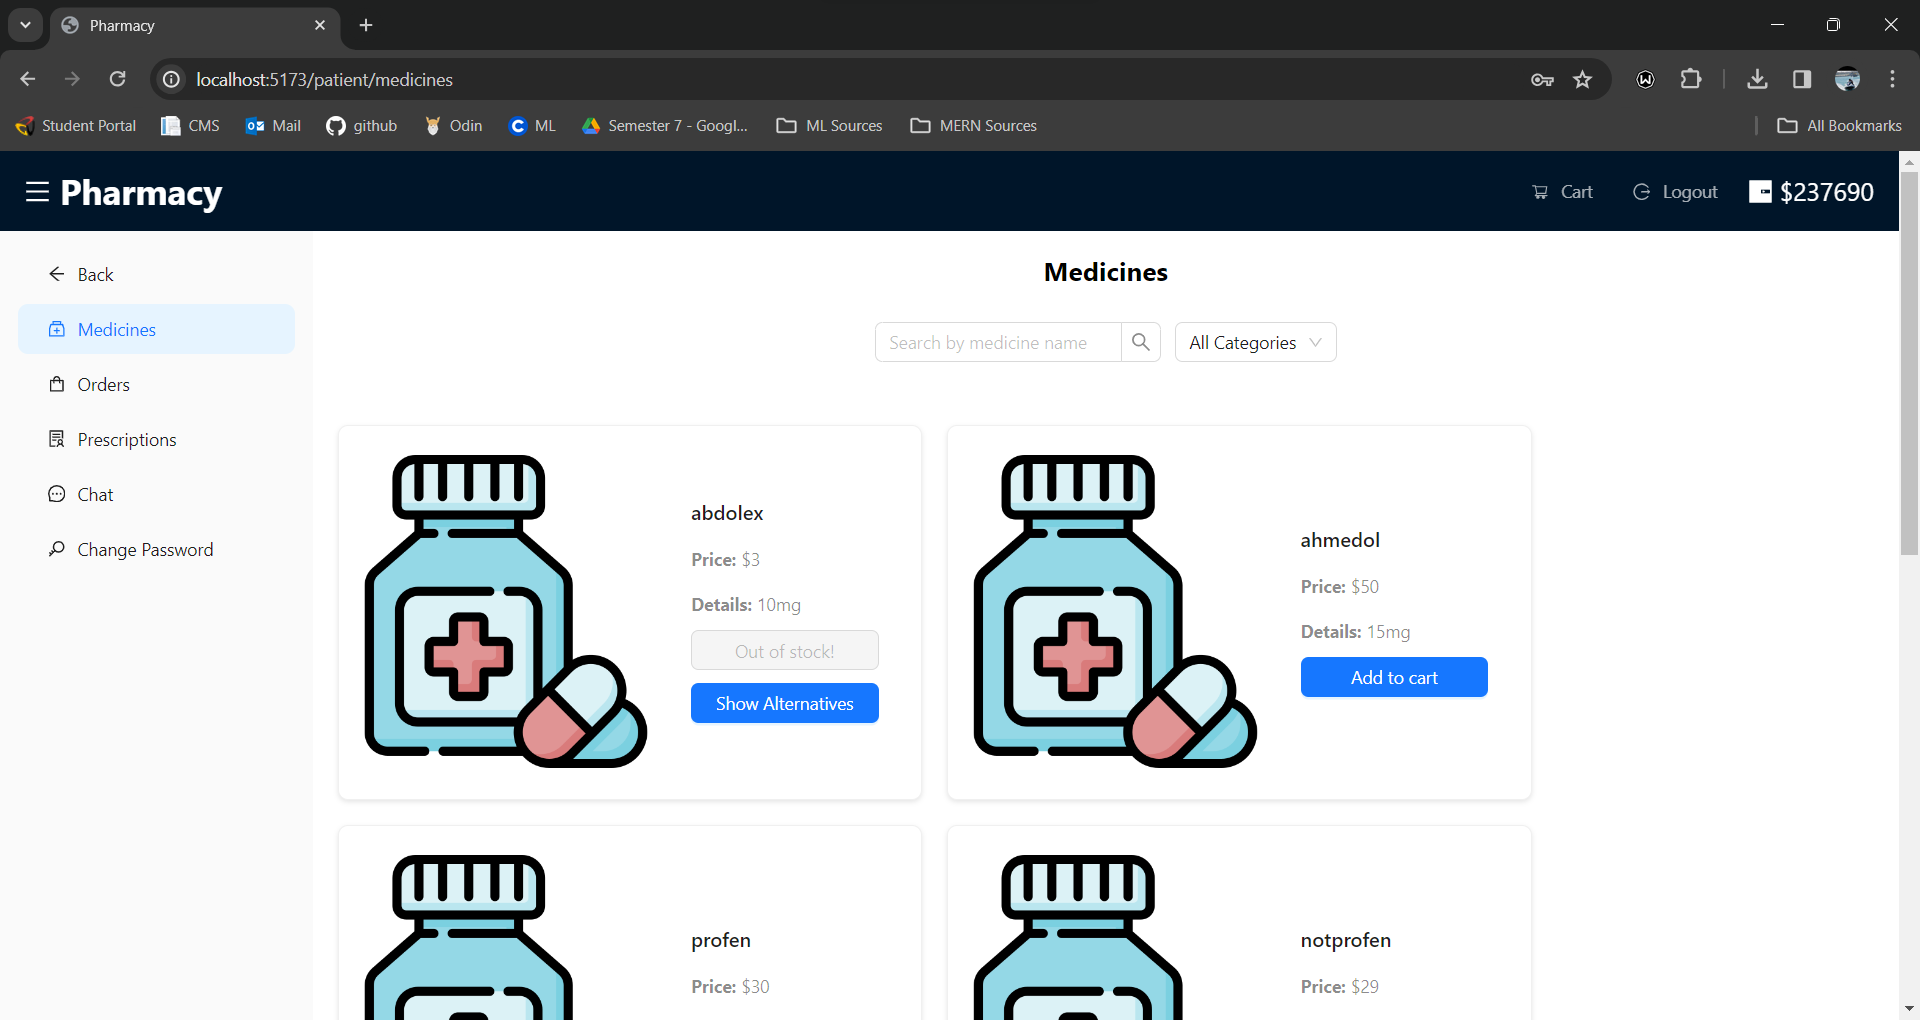 Pharmacy
localhost:5173/patient/medicines
Student Portal CMS Mail github Odin ML Semester 7 - Googl... ML Sources MERN Sources All Bookmarks
Pharmacy Cart Logout $237690
Back
Medicines
Orders
Prescriptions
Chat
Change Password
Medicines
Search by medicine name All Categories
abdolex
Price: $3
Details: 10mg
Out of stock!
Show Alternatives
ahmedol
Price: $50
Details: 15mg
Add to cart
profen
Price: $30
notprofen
Price: $29